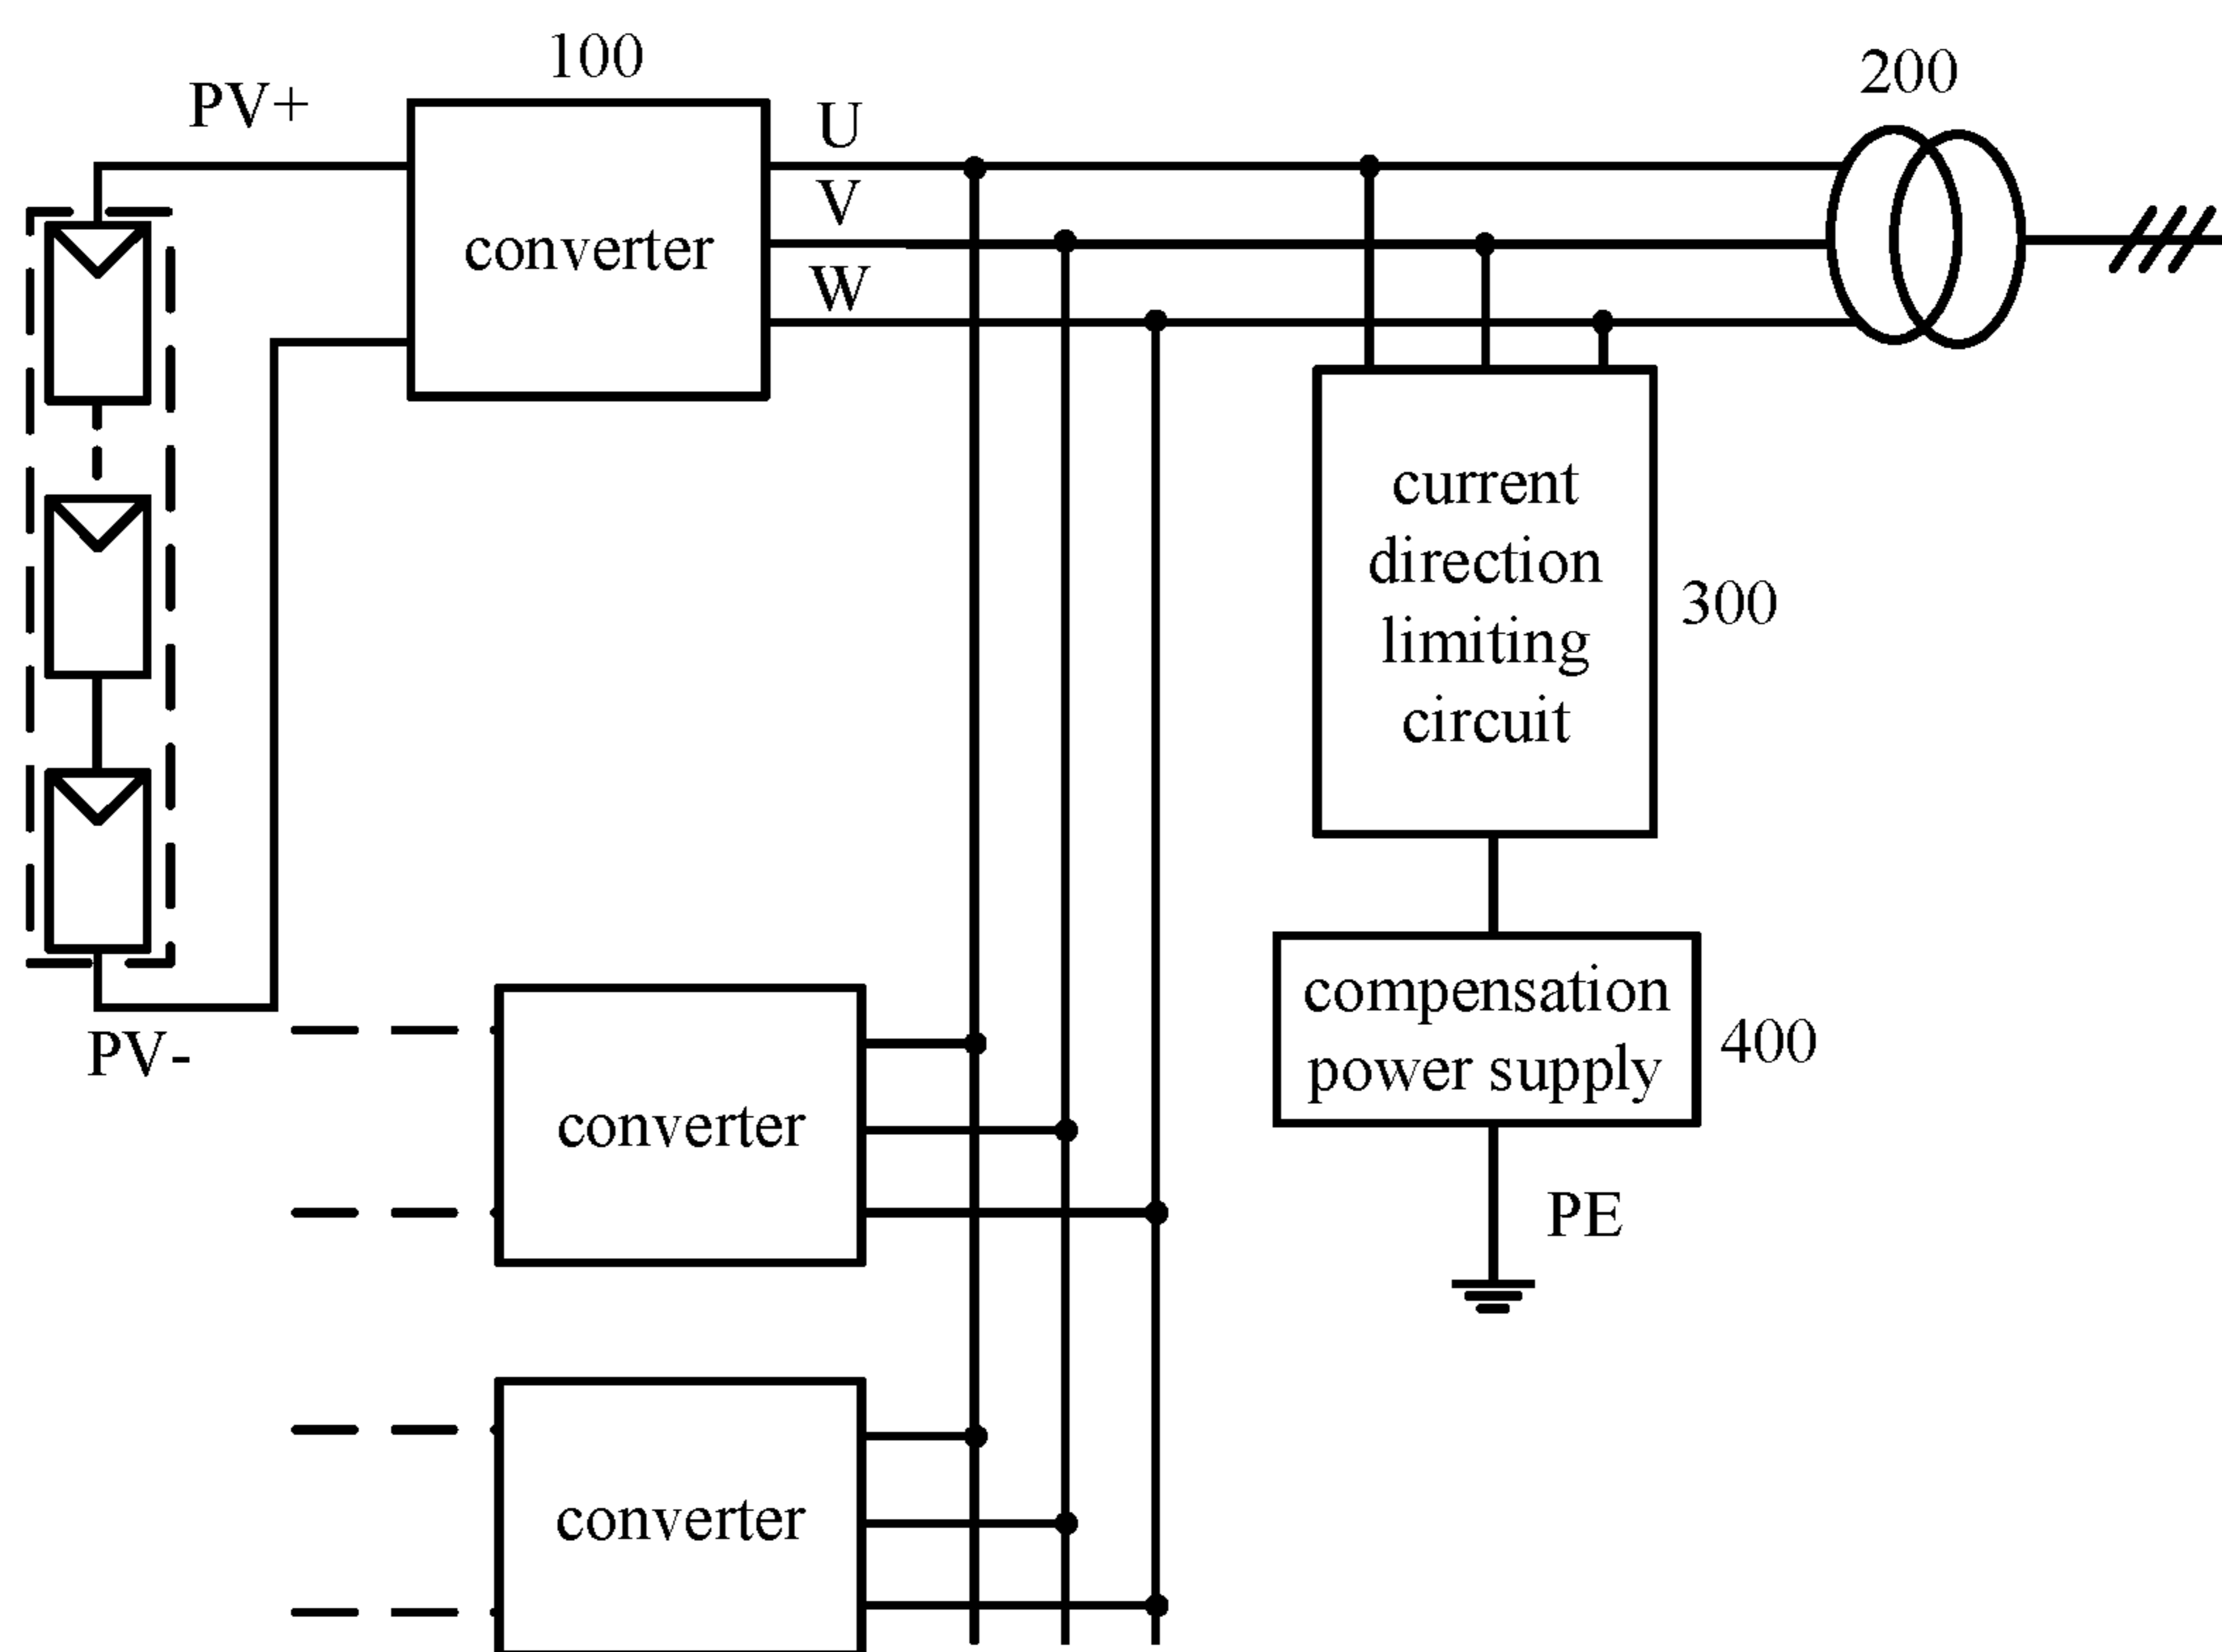 100
200
PV+
U
V
W
converter
current
direction
limiting
circuit
300
compensation
power supply
400
PV-
converter
PE
converter